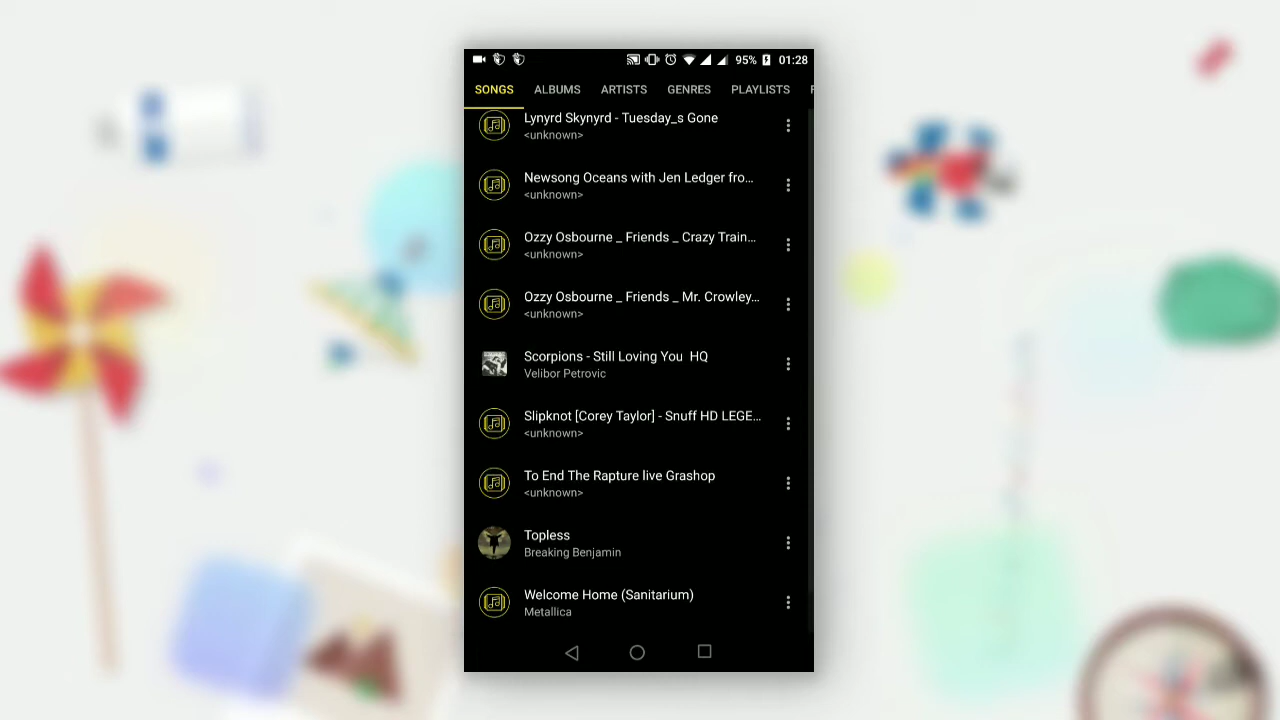 95% 01:28
SONGS ALBUMS ARTISTS GENRES PLAYLISTS
Lynyrd Skynyrd - Tuesday_s Gone
<unknown>
Newsong Oceans with Jen Ledger fro...
<unknown>
Ozzy Osbourne _ Friends _ Crazy Train...
<unknown>
Ozzy Osbourne _ Friends _ Mr. Crowley...
<unknown>
Scorpions - Still Loving You  HQ
Velibor Petrovic
Slipknot [Corey Taylor] - Snuff HD LEGE...
<unknown>
To End The Rapture live Grashop
<unknown>
Topless
Breaking Benjamin
Welcome Home (Sanitarium)
Metallica